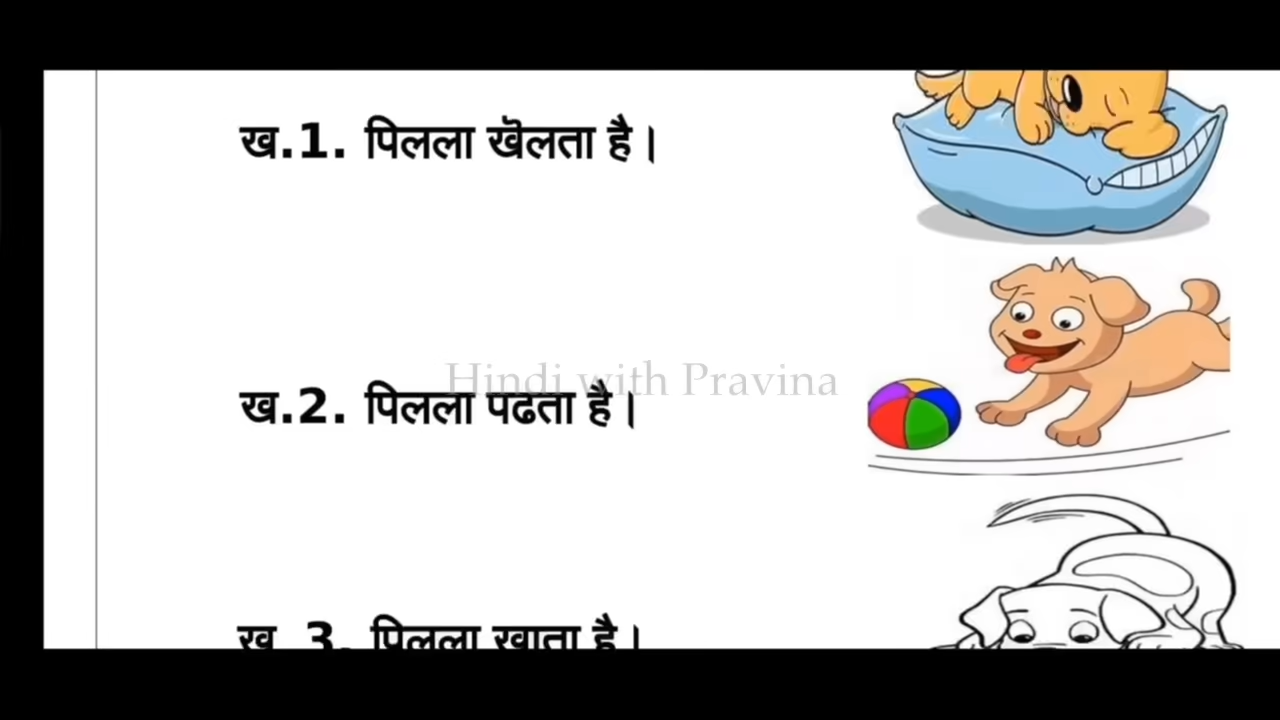 ख.1. पिलला खॆलता है।
Hindi with Pravina
ख.2. पिलला पढता है।
ख. 3. पिलला खाता है।